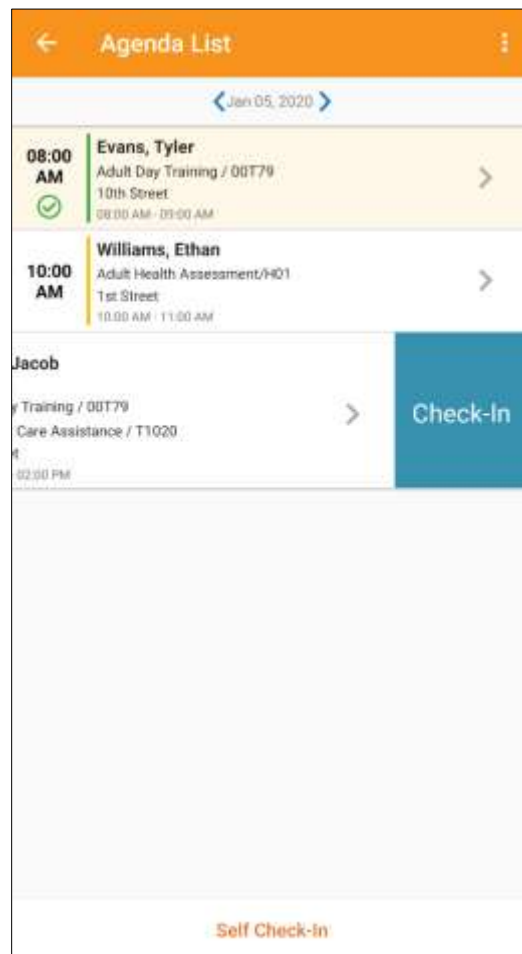 Agenda List
Jan 05, 2020
08:00
AM
Evans, Tyler
Adult Day Training / 00T79
10th Street
08:00 AM - 09:00 AM
10:00
AM
Williams, Ethan
Adult Health Assessment/H01
1st Street
10:00 AM - 11:00 AM
Jacob
y Training / 00T79
Care Assistance / T1020
02:00 PM
Check-In
Self Check-In